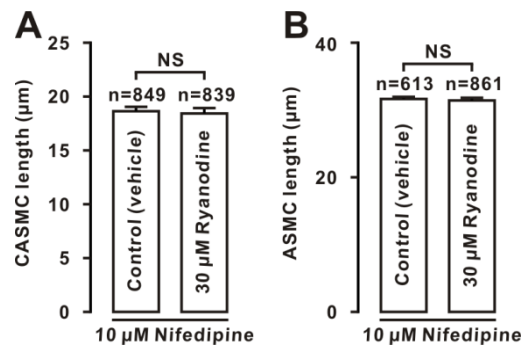 A
CASMC length (µm)
25
20
15
10
5
0
NS
n=849
n=839
Control (vehicle)
30 µM Ryanodine
10 µM Nifedipine
B
ASMC length (µm)
40
20
0
NS
n=613
n=861
Control (vehicle)
30 µM Ryanodine
10 µM Nifedipine